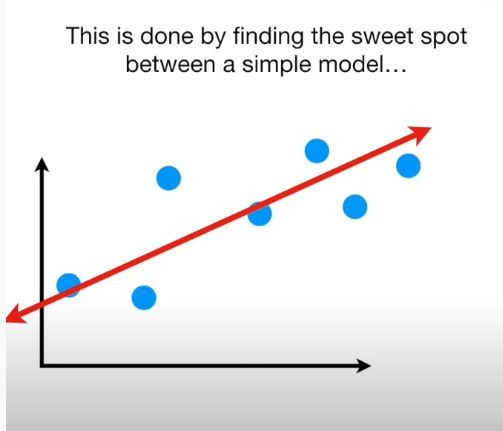 This is done by finding the sweet spot
between a simple model…